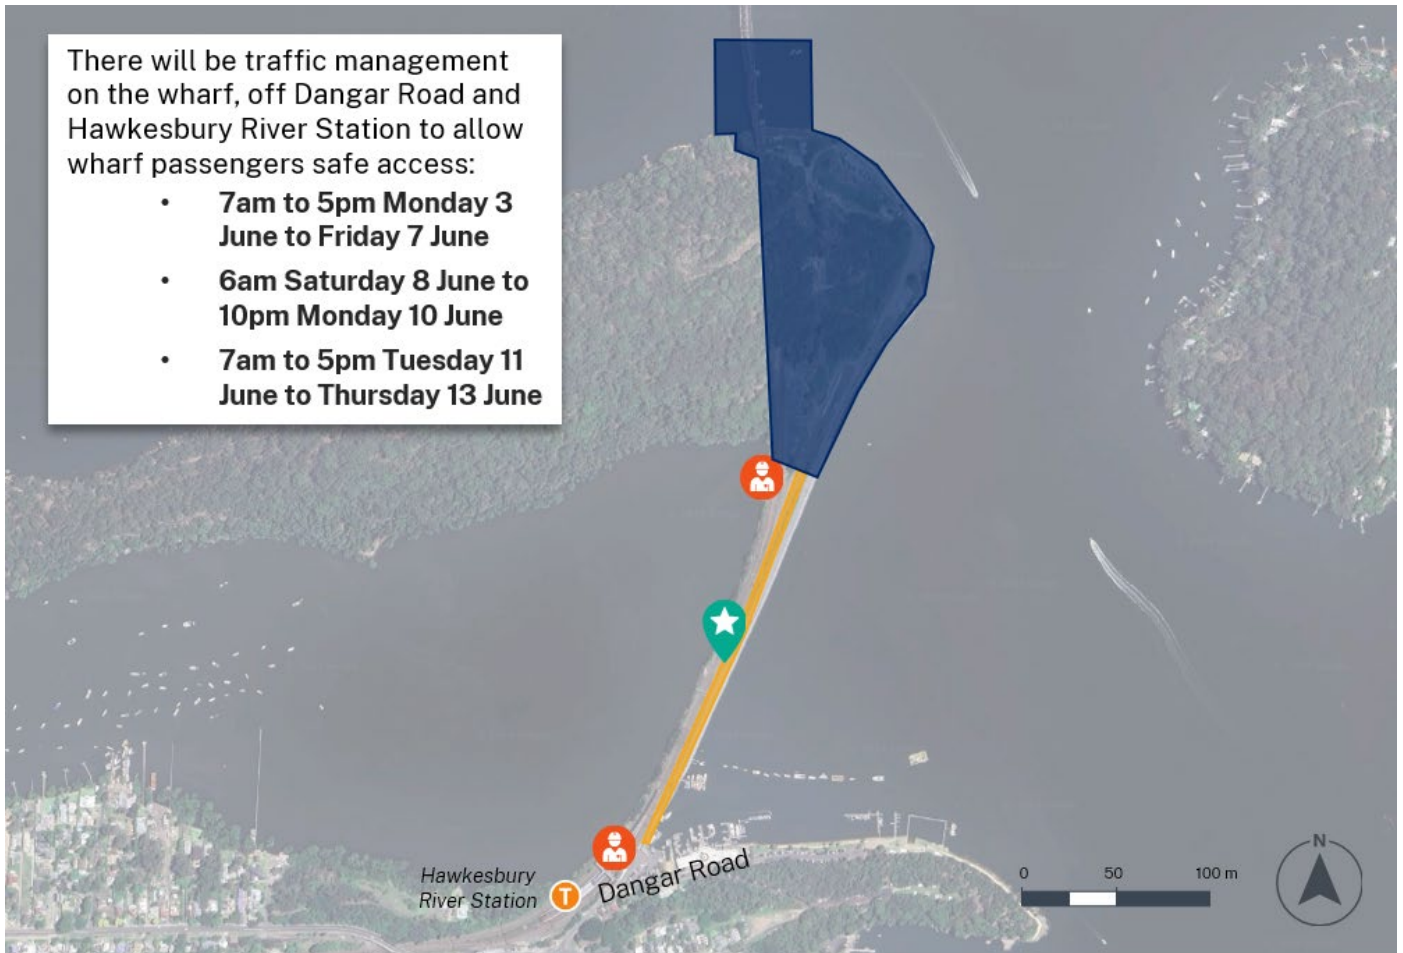 There will be traffic management
on the wharf, off Dangar Road and
Hawkesbury River Station to allow
wharf passengers safe access:
• 7am to 5pm Monday 3
June to Friday 7 June
• 6am Saturday 8 June to
10pm Monday 10 June
• 7am to 5pm Tuesday 11
June to Thursday 13 June
Hawkesbury
River Station
T
Dangar Road
0 50 100 m
N